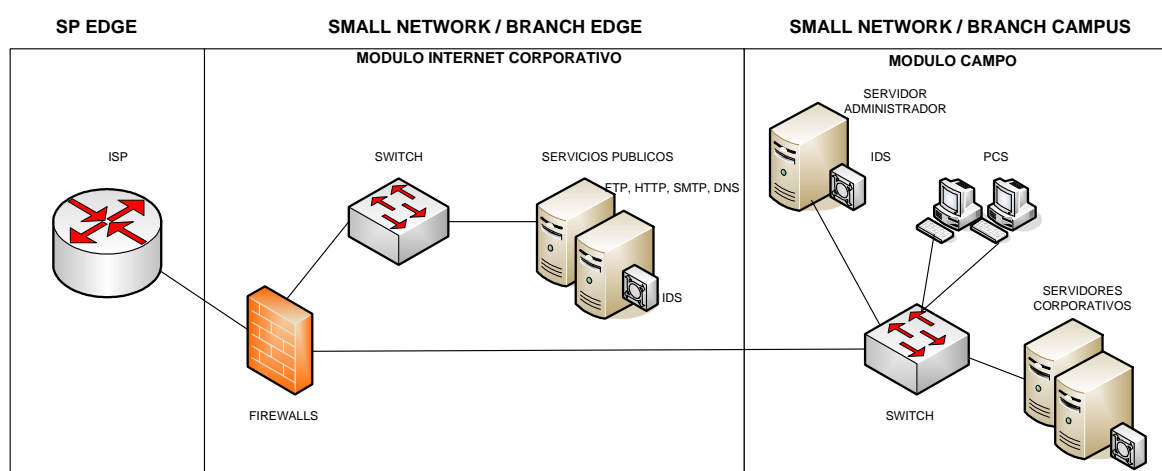 SP EDGE
SMALL NETWORK / BRANCH EDGE
SMALL NETWORK / BRANCH CAMPUS
MODULO INTERNET CORPORATIVO
MODULO CAMPO
SERVIDOR
ADMINISTRADOR
ISP
SWITCH
SERVICIOS PUBLICOS
IDS
PCS
FTP, HTTP, SMTP, DNS
IDS
SERVIDORES
CORPORATIVOS
FIREWALLS
SWITCH